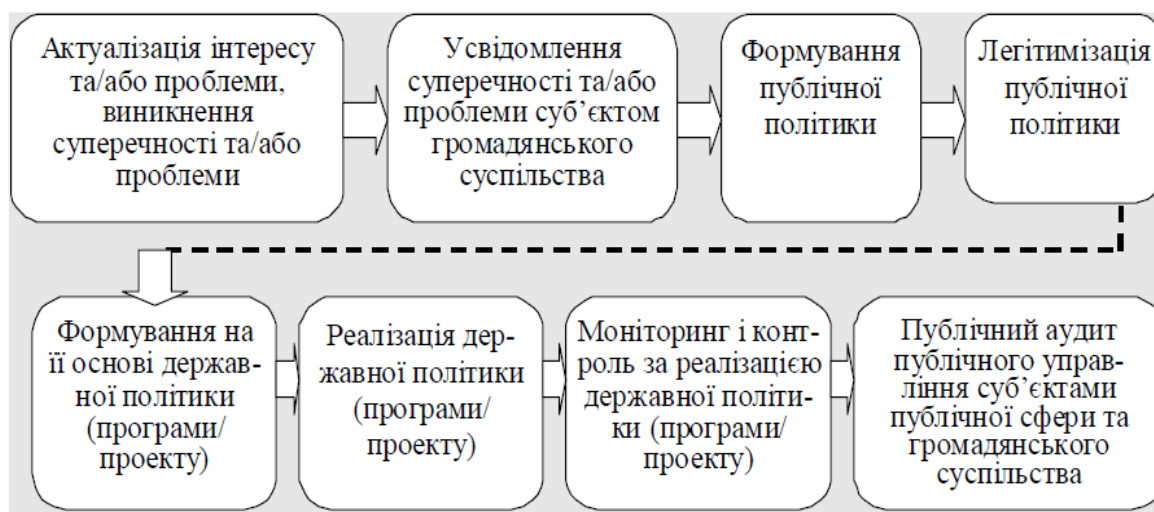 Актуалізація інтересу
та/або проблеми,
виникнення
суперечності та/або
проблеми
Усвідомлення
суперечності та/або
проблеми суб’єктом
громадянського
суспільства
Формування
публічної
політики
Легітимізація
публічної
політики
Формування на
її основі держав-
ної політики
(програми/
проекту)
Реалізація дер-
жавної політики
(програми/
проекту)
Моніторинг і конт-
роль за реалізацією
державної політи-
ки (програми/
проекту)
Публічний аудит
публічного управ-
ління суб’єктами
публічної сфери та
громадянського
суспільства